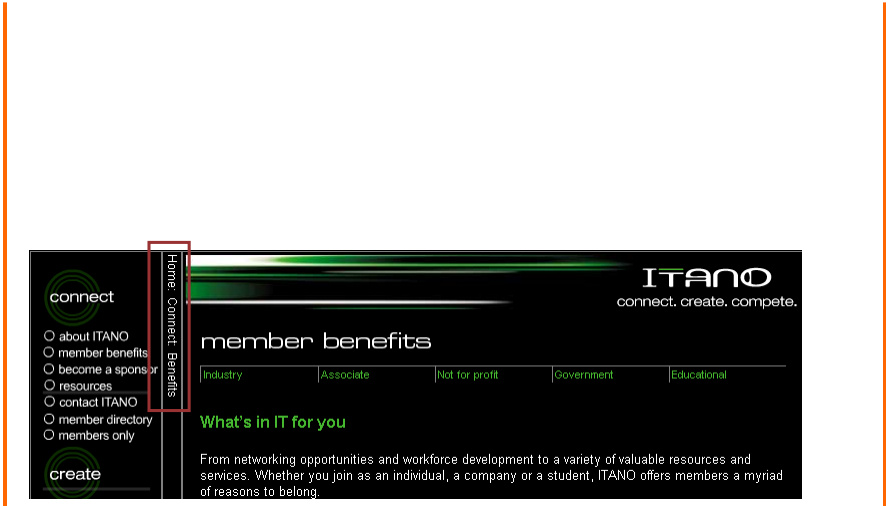 connect
about ITANO
member benefits
become a sponsor
resources
contact ITANO
member directory
members only
create
Home: Connect: Benefits
ITANO
connect. create. compete.
member benefits
Industry
Associate
Not for profit
Government
Educational
What's in IT for you
From networking opportunities and workforce development to a variety of valuable resources and
services. Whether you join as an individual, a company or a student, ITANO offers members a myriad
of reasons to belong.